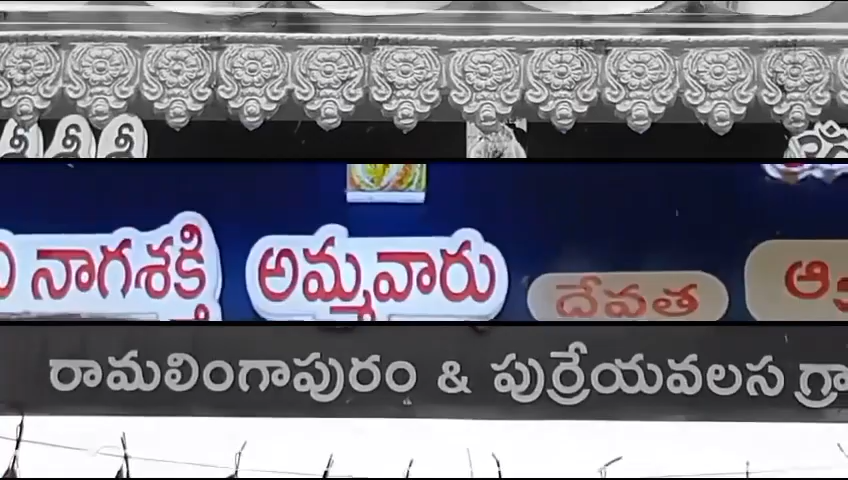 శ్రీ శ్రీ శ్రీ
నాగశక్తి అమ్మవారు దేవత
రామలింగాపురం & పుర్రేయవలస గ్రా